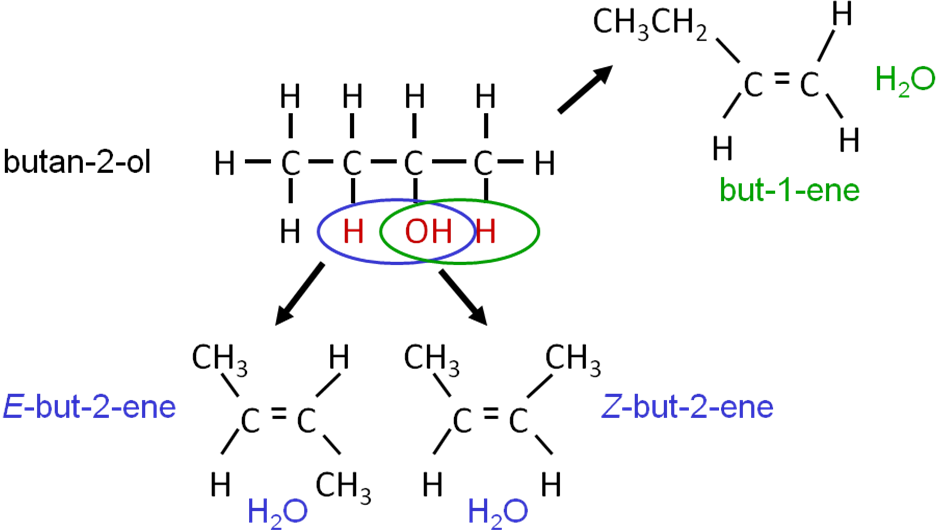 CH₃CH₂ H
C = C H₂O
H H
but-1-ene
H H H H
butan-2-ol H C C C C H
H H OH H
CH₃ H CH₃ CH₃
E-but-2-ene C = C C = C Z-but-2-ene
H CH₃ H H
H₂O H₂O